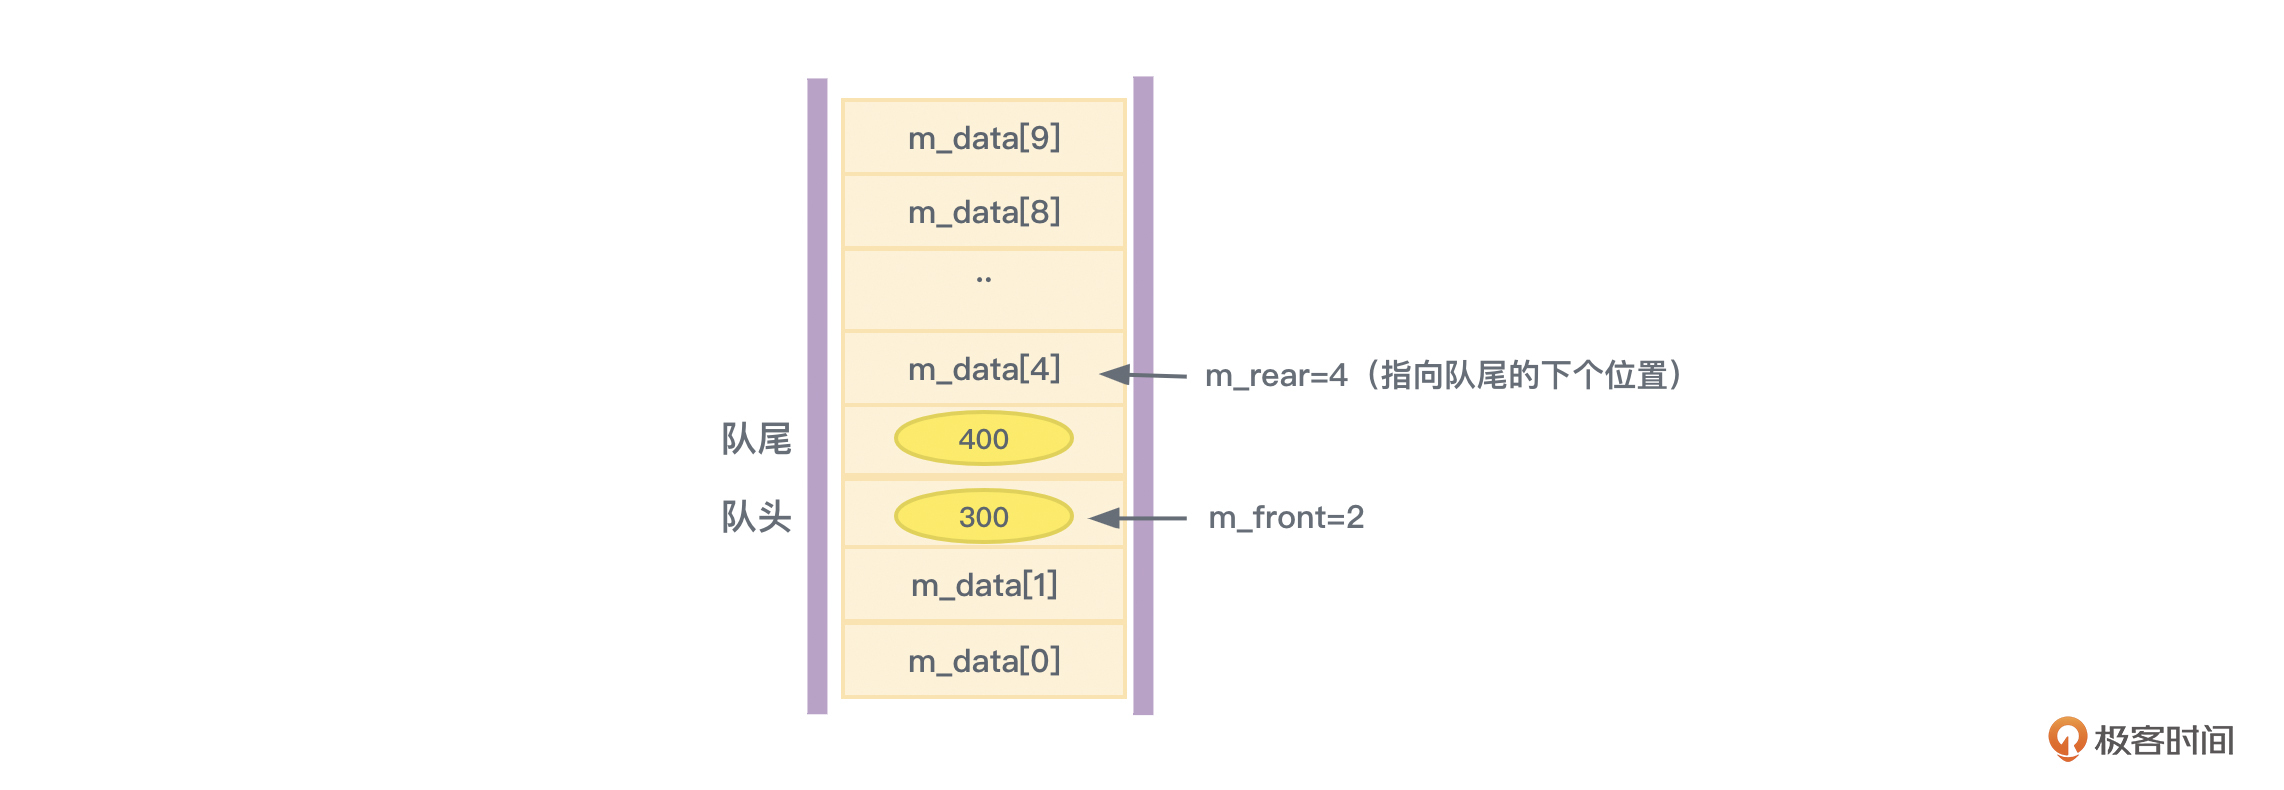 m_data[9]
m_data[8]
..
m_data[4]
m_rear=4（指向队尾的下个位置）
队尾
400
队头
300
m_front=2
m_data[1]
m_data[0]
极客时间